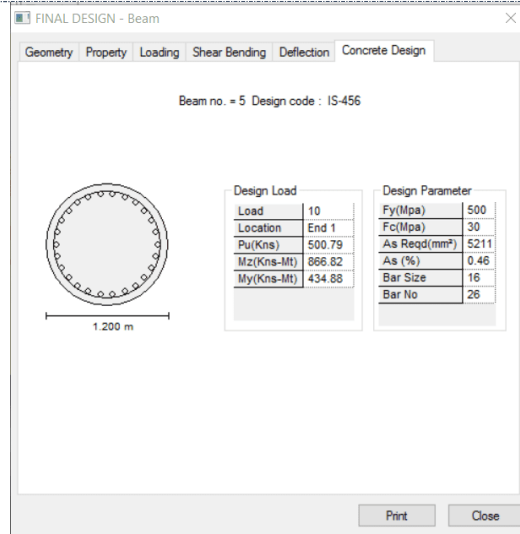 FINAL DESIGN - Beam
Geometry Property Loading Shear Bending Deflection Concrete Design
Beam no. = 5 Design code : IS-456
Design Load
Load 10
Location End 1
Pu(Kns) 500.79
Mz(Kns-Mt) 866.82
My(Kns-Mt) 434.88
Design Parameter
Fy(Mpa) 500
Fc(Mpa) 30
As Reqd(mm²) 5211
As (%) 0.46
Bar Size 16
Bar No 26
1.200 m
Print Close